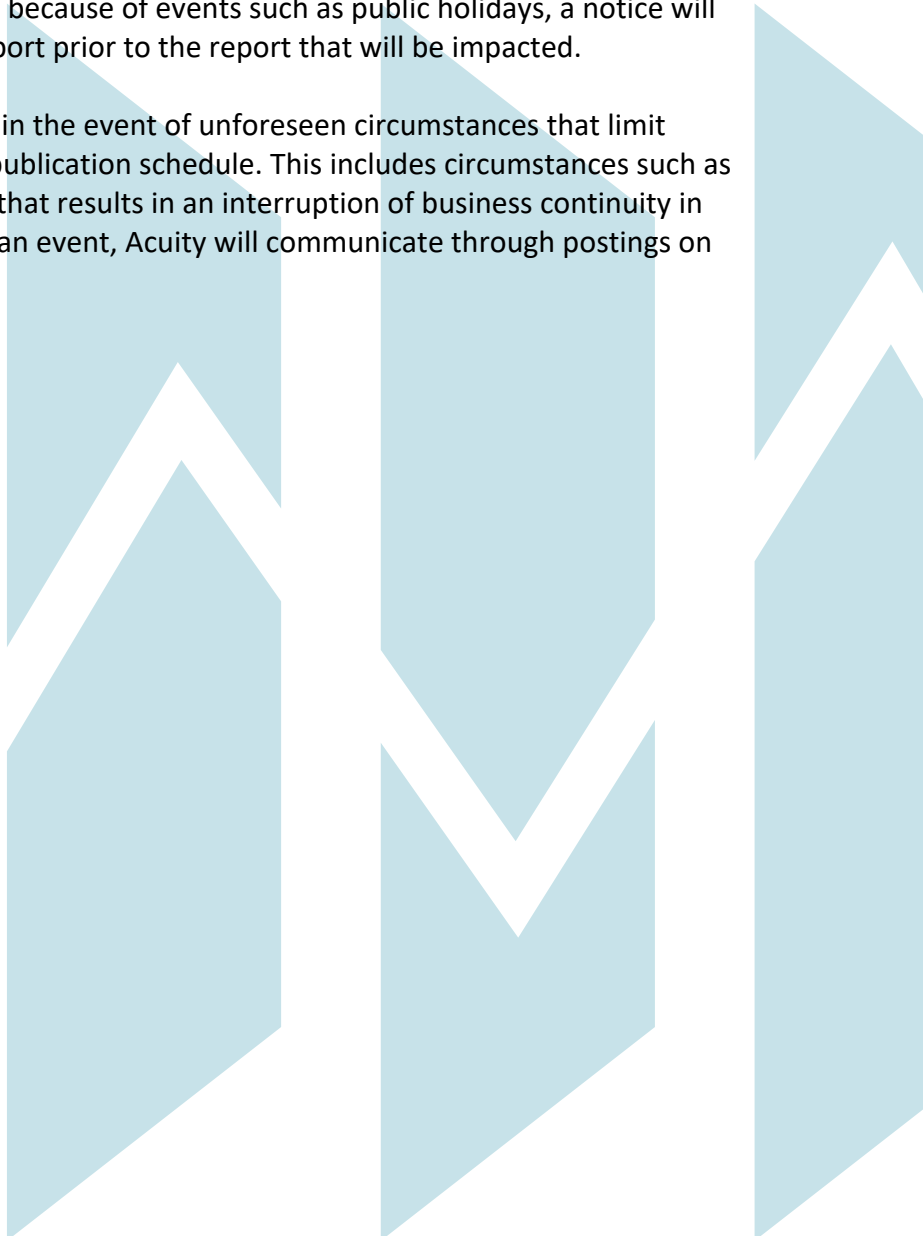 because of events such as public holidays, a notice will
port prior to the report that will be impacted.
in the event of unforeseen circumstances that limit
publication schedule. This includes circumstances such as
that results in an interruption of business continuity in
an event, Acuity will communicate through postings on